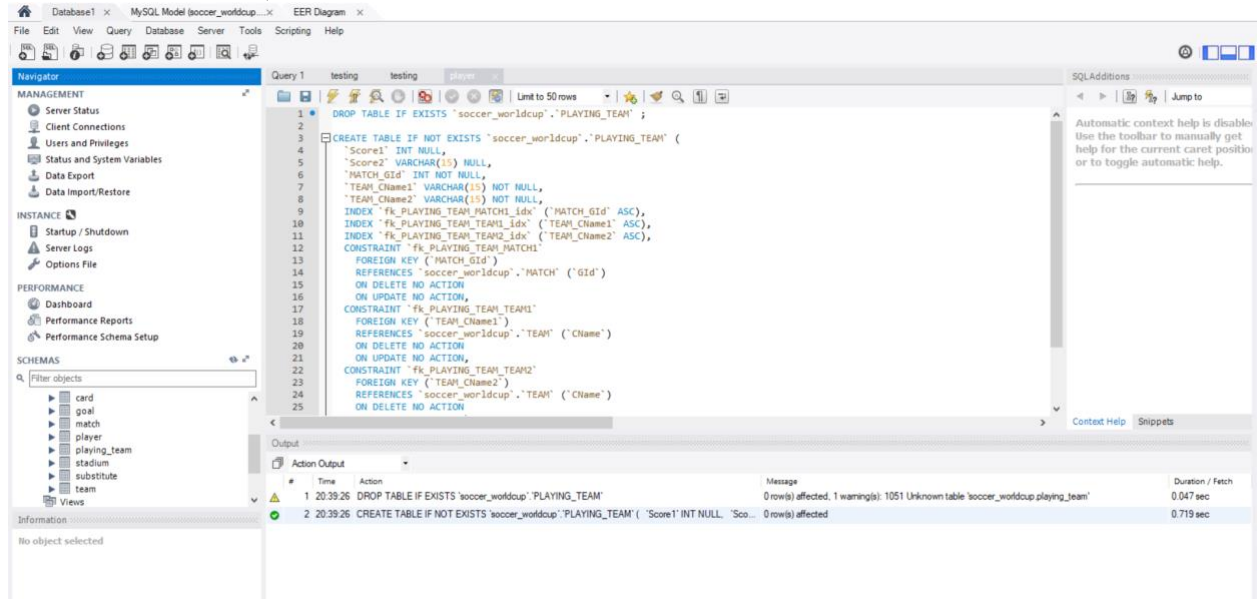 Database1 × MySQL Model (soccer_worldcup....× EER Diagram ×
File Edit View Query Database Server Tools Scripting Help
Navigator
MANAGEMENT
Server Status
Client Connections
Users and Privileges
Status and System Variables
Data Export
Data Import/Restore
INSTANCE
Startup / Shutdown
Server Logs
Options File
PERFORMANCE
Dashboard
Performance Reports
Performance Schema Setup
SCHEMAS
Filter objects
card
goal
match
player
playing_team
stadium
substitute
team
Views
Information
No object selected
Query 1 testing testing player ×
Limit to 50 rows
1 DROP TABLE IF EXISTS `soccer_worldcup`.`PLAYING_TEAM` ;
2
3 CREATE TABLE IF NOT EXISTS `soccer_worldcup`.`PLAYING_TEAM` (
4 `Score1` INT NULL,
5 `Score2` VARCHAR(15) NULL,
6 `MATCH_GId` INT NOT NULL,
7 `TEAM_CName1` VARCHAR(15) NOT NULL,
8 `TEAM_CName2` VARCHAR(15) NOT NULL,
9 INDEX `fk_PLAYING_TEAM_MATCH1_idx` (`MATCH_GId` ASC),
10 INDEX `fk_PLAYING_TEAM_TEAM1_idx` (`TEAM_CName1` ASC),
11 INDEX `fk_PLAYING_TEAM_TEAM2_idx` (`TEAM_CName2` ASC),
12 CONSTRAINT `fk_PLAYING_TEAM_MATCH1`
13 FOREIGN KEY (`MATCH_GId`)
14 REFERENCES `soccer_worldcup`.`MATCH` (`GId`)
15 ON DELETE NO ACTION
16 ON UPDATE NO ACTION,
17 CONSTRAINT `fk_PLAYING_TEAM_TEAM1`
18 FOREIGN KEY (`TEAM_CName1`)
19 REFERENCES `soccer_worldcup`.`TEAM` (`CName`)
20 ON DELETE NO ACTION
21 ON UPDATE NO ACTION,
22 CONSTRAINT `fk_PLAYING_TEAM_TEAM2`
23 FOREIGN KEY (`TEAM_CName2`)
24 REFERENCES `soccer_worldcup`.`TEAM` (`CName`)
25 ON DELETE NO ACTION
SQLAdditions
Jump to
Automatic context help is disable
Use the toolbar to manually get
help for the current caret positio
or to toggle automatic help.
Context Help Snippets
Output
Action Output
# Time Action Message Duration / Fetch
1 20:39:26 DROP TABLE IF EXISTS `soccer_worldcup`.`PLAYING_TEAM` 0 row(s) affected, 1 warning(s): 1051 Unknown table 'soccer_worldcup.playing_team' 0.047 sec
2 20:39:26 CREATE TABLE IF NOT EXISTS `soccer_worldcup`.`PLAYING_TEAM` ( `Score1` INT NULL, `Sco... 0 row(s) affected 0.719 sec